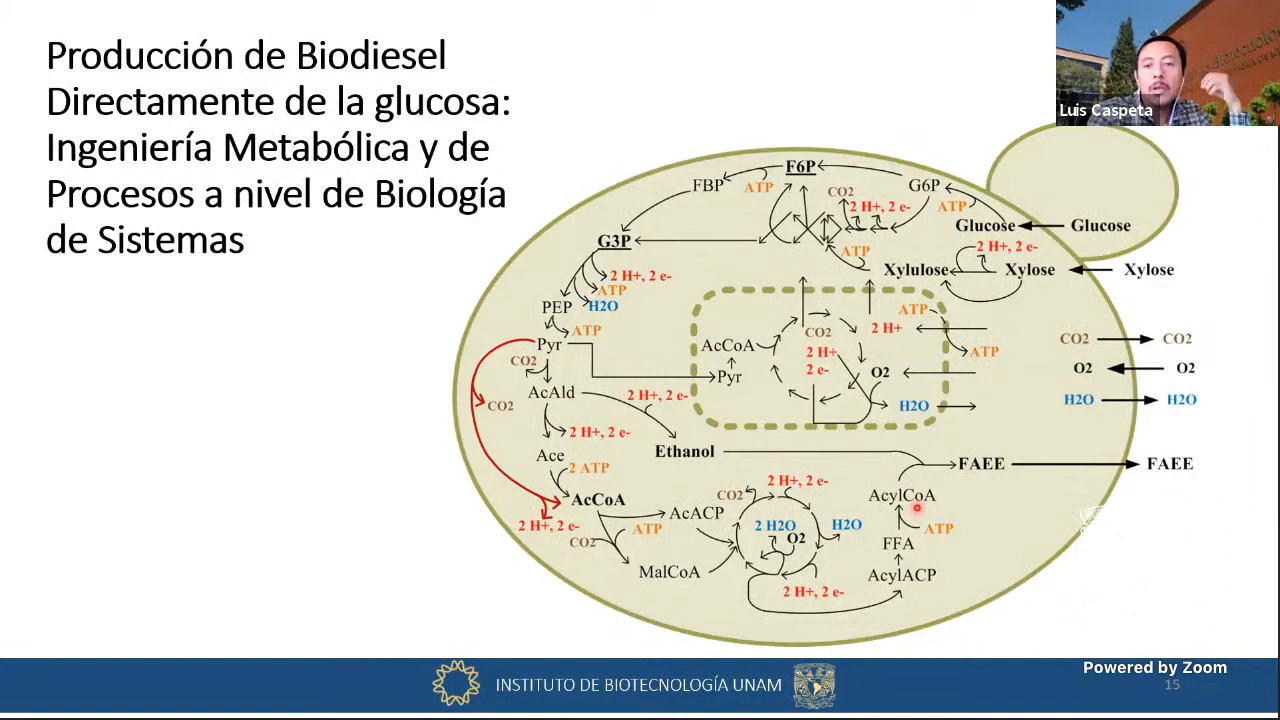 Producción de Biodiesel
Directamente de la glucosa:
Ingeniería Metabólica y de
Procesos a nivel de Biología
de Sistemas
Luis Caspeta
F6P
FBP
ATP
CO2
G6P
2 H+, 2 e-
ATP
Glucose
Glucose
G3P
2 H+, 2 e-
ATP
Xylulose
Xylose
Xylose
2 H+, 2 e-
ATP
H2O
PEP
ATP
ATP
CO2
2 H+
Pyr
AcCoA
ATP
CO2
CO2
CO2
2 H+
2 e-
Pyr
O2
O2
O2
AcAld
2 H+, 2 e-
CO2
H2O
H2O
H2O
2 H+, 2 e-
Ethanol
Ace
2 ATP
FAEE
FAEE
AcCoA
CO2
2 H+, 2 e-
AcylCoA
AcACP
2 H+, 2 e-
ATP
2 H2O
H2O
ATP
CO2
O2
FFA
MalCoA
AcylACP
2 H+, 2 e-
INSTITUTO DE BIOTECNOLOGÍA UNAM
Powered by Zoom
15